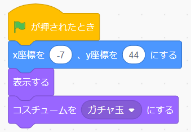 が押されたとき
x座標を -7 、y座標を 44 にする
表示する
コスチュームを ガチャ玉 にする